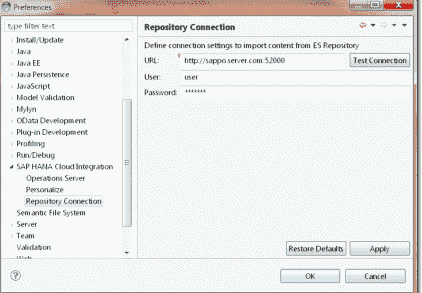 Preferences
type filter text
Install/Update
Java
Java EE
Java Persistence
JavaScript
Model Validation
Mylyn
OData Development
Plug-in Development
Profiling
Run/Debug
SAP HANA Cloud Integration
Operations Server
Personalize
Repository Connection
Semantic File System
Server
Team
Validation
Web
Repository Connection
Define connection settings to import content from ES Repository
URL: http://sappo.server.com:52000 Test Connection
User: user
Password: *******
Restore Defaults Apply
OK Cancel